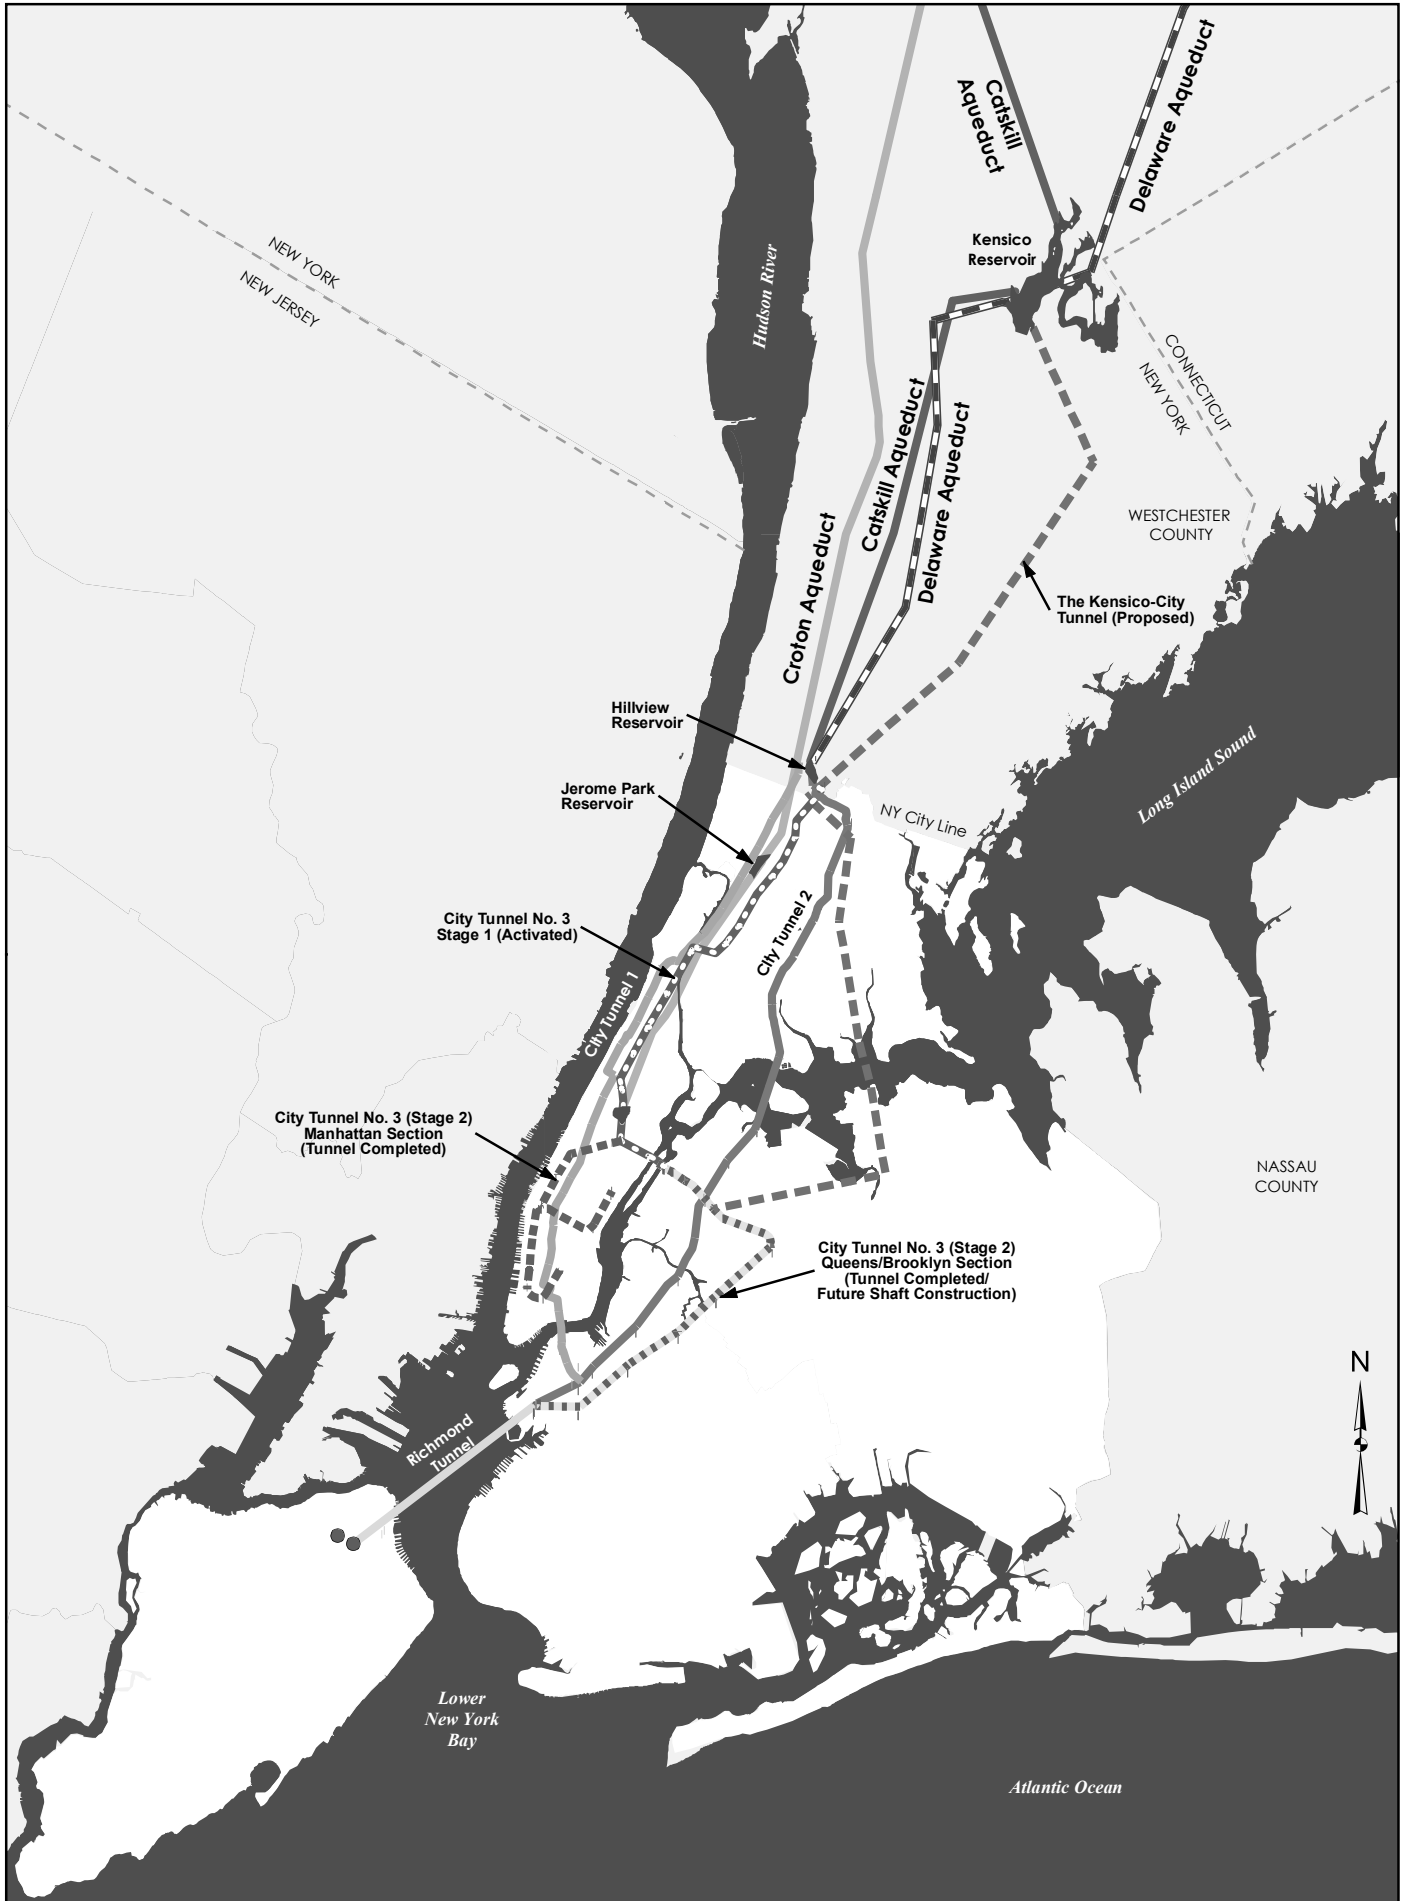 Catskill
Aqueduct
Delaware Aqueduct
Kensico
Reservoir
NEW YORK
NEW JERSEY
Hudson River
CONNECTICUT
NEW YORK
Catskill Aqueduct
Delaware Aqueduct
WESTCHESTER
COUNTY
Croton Aqueduct
The Kensico-City
Tunnel (Proposed)
Hillview
Reservoir
Long Island Sound
Jerome Park
Reservoir
NY City Line
City Tunnel No. 3
Stage 1 (Activated)
City Tunnel 2
City Tunnel 1
City Tunnel No. 3 (Stage 2)
Manhattan Section
(Tunnel Completed)
NASSAU
COUNTY
City Tunnel No. 3 (Stage 2)
Queens/Brooklyn Section
(Tunnel Completed/
Future Shaft Construction)
N
Richmond
Tunnel
Lower
New York
Bay
Atlantic Ocean